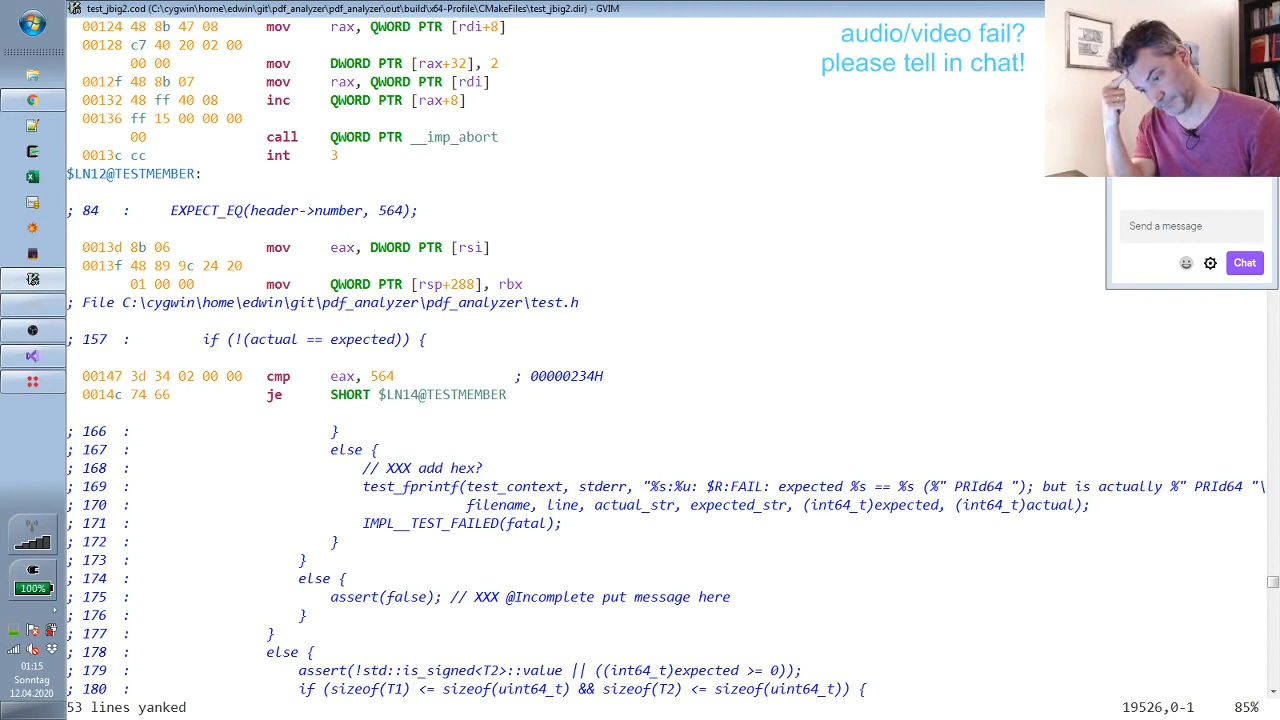 test_jbig2.cod (C:\cygwin\home\edwin\git\pdf_analyzer\pdf_analyzer\out\build\x64-Profile\CMakeFiles\test_jbig2.dir) - GVIM
00124 48 8b 47 08 mov rax, QWORD PTR [rdi+8]
00128 c7 40 20 02 00
00 00 mov DWORD PTR [rax+32], 2
0012f 48 8b 07 mov rax, QWORD PTR [rdi]
00132 48 ff 40 08 inc QWORD PTR [rax+8]
00136 ff 15 00 00 00
00 call QWORD PTR __imp_abort
0013c cc int 3
$LN12@TESTMEMBER:
; 84 : EXPECT_EQ(header->number, 564);
0013d 8b 06 mov eax, DWORD PTR [rsi]
0013f 48 89 9c 24 20
01 00 00 mov QWORD PTR [rsp+288], rbx
; File C:\cygwin\home\edwin\git\pdf_analyzer\pdf_analyzer\test.h
; 157 : if (!(actual == expected)) {
00147 3d 34 02 00 00 cmp eax, 564 ; 00000234H
0014c 74 66 je SHORT $LN14@TESTMEMBER
; 166 : }
; 167 : else {
; 168 : // XXX add hex?
; 169 : test_fprintf(test_context, stderr, "%s:%u: $R:FAIL: expected %s == %s (%" PRId64 "); but is actually %" PRId64 "\
; 170 : filename, line, actual_str, expected_str, (int64_t)expected, (int64_t)actual);
; 171 : IMPL__TEST_FAILED(fatal);
; 172 : }
; 173 : }
; 174 : else {
; 175 : assert(false); // XXX @Incomplete put message here
; 176 : }
; 177 : }
; 178 : else {
; 179 : assert(!std::is_signed<T2>::value || ((int64_t)expected >= 0));
; 180 : if (sizeof(T1) <= sizeof(uint64_t) && sizeof(T2) <= sizeof(uint64_t)) {
53 lines yanked
19526,0-1 85%
audio/video fail?
please tell in chat!
Send a message
Chat
100%
01:15
Sonntag
12.04.2020